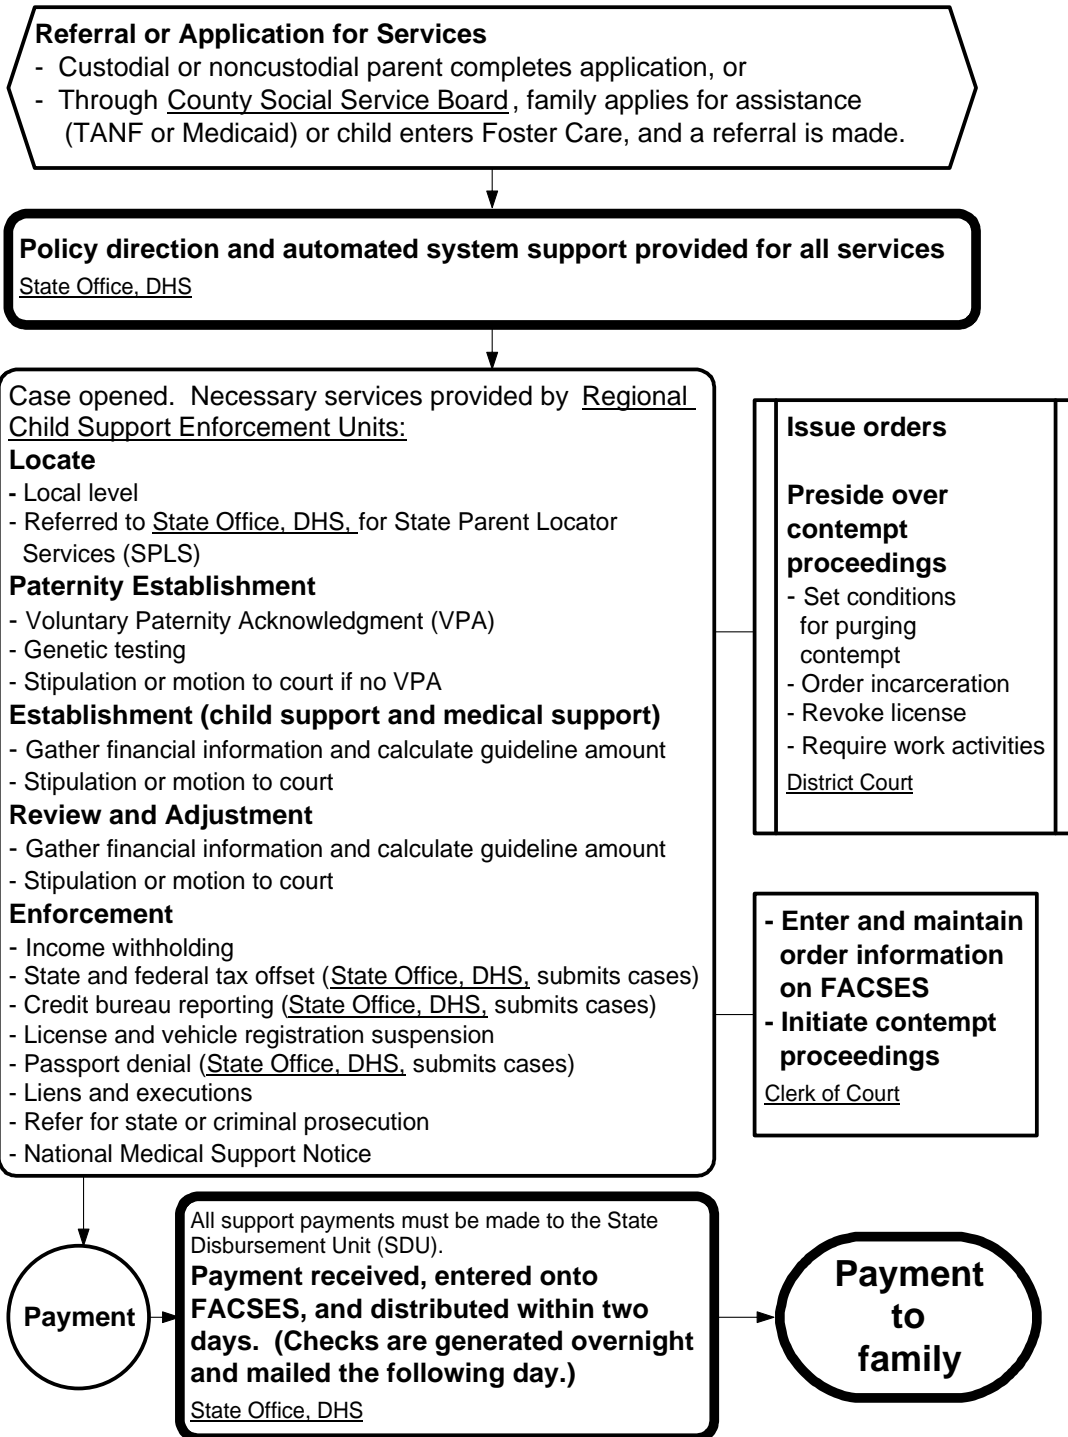 Referral or Application for Services
- Custodial or noncustodial parent completes application, or
- Through County Social Service Board, family applies for assistance
(TANF or Medicaid) or child enters Foster Care, and a referral is made.
Policy direction and automated system support provided for all services
State Office, DHS
Case opened. Necessary services provided by Regional
Child Support Enforcement Units:
Locate
- Local level
- Referred to State Office, DHS, for State Parent Locator
Services (SPLS)
Paternity Establishment
- Voluntary Paternity Acknowledgment (VPA)
- Genetic testing
- Stipulation or motion to court if no VPA
Establishment (child support and medical support)
- Gather financial information and calculate guideline amount
- Stipulation or motion to court
Review and Adjustment
- Gather financial information and calculate guideline amount
- Stipulation or motion to court
Enforcement
- Income withholding
- State and federal tax offset (State Office, DHS, submits cases)
- Credit bureau reporting (State Office, DHS, submits cases)
- License and vehicle registration suspension
- Passport denial (State Office, DHS, submits cases)
- Liens and executions
- Refer for state or criminal prosecution
- National Medical Support Notice
Issue orders
Preside over
contempt
proceedings
- Set conditions
for purging
contempt
- Order incarceration
- Revoke license
- Require work activities
District Court
- Enter and maintain
order information
on FACSES
- Initiate contempt
proceedings
Clerk of Court
Payment
All support payments must be made to the State
Disbursement Unit (SDU).
Payment received, entered onto
FACSES, and distributed within two
days. (Checks are generated overnight
and mailed the following day.)
State Office, DHS
Payment
to
family